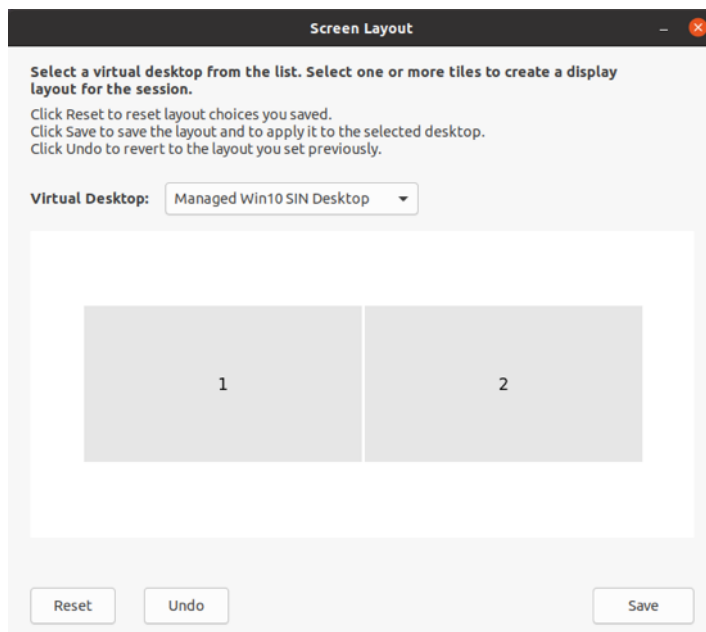 Screen Layout
Select a virtual desktop from the list. Select one or more tiles to create a display
layout for the session.
Click Reset to reset layout choices you saved.
Click Save to save the layout and to apply it to the selected desktop.
Click Undo to revert to the layout you set previously.
Virtual Desktop: Managed Win10 SIN Desktop
1 2
Reset Undo Save